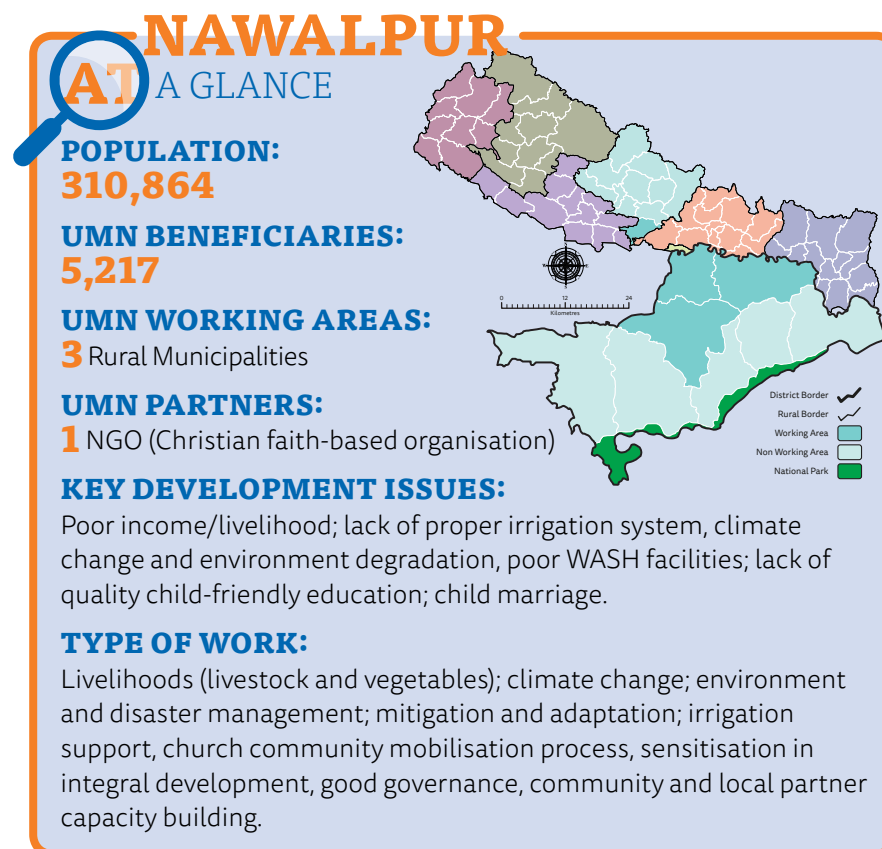 NAWALPUR
AT A GLANCE
POPULATION:
310,864
UMN BENEFICIARIES:
5,217
UMN WORKING AREAS:
3 Rural Municipalities
UMN PARTNERS:
1 NGO (Christian faith-based organisation)
KEY DEVELOPMENT ISSUES:
Poor income/livelihood; lack of proper irrigation system, climate
change and environment degradation, poor WASH facilities; lack of
quality child-friendly education; child marriage.
TYPE OF WORK:
Livelihoods (livestock and vegetables); climate change; environment
and disaster management; mitigation and adaptation; irrigation
support, church community mobilisation process, sensitisation in
integral development, good governance, community and local partner
capacity building.
0 12 24
Kilometres
District Border
Rural Border
Working Area
Non Working Area
National Park